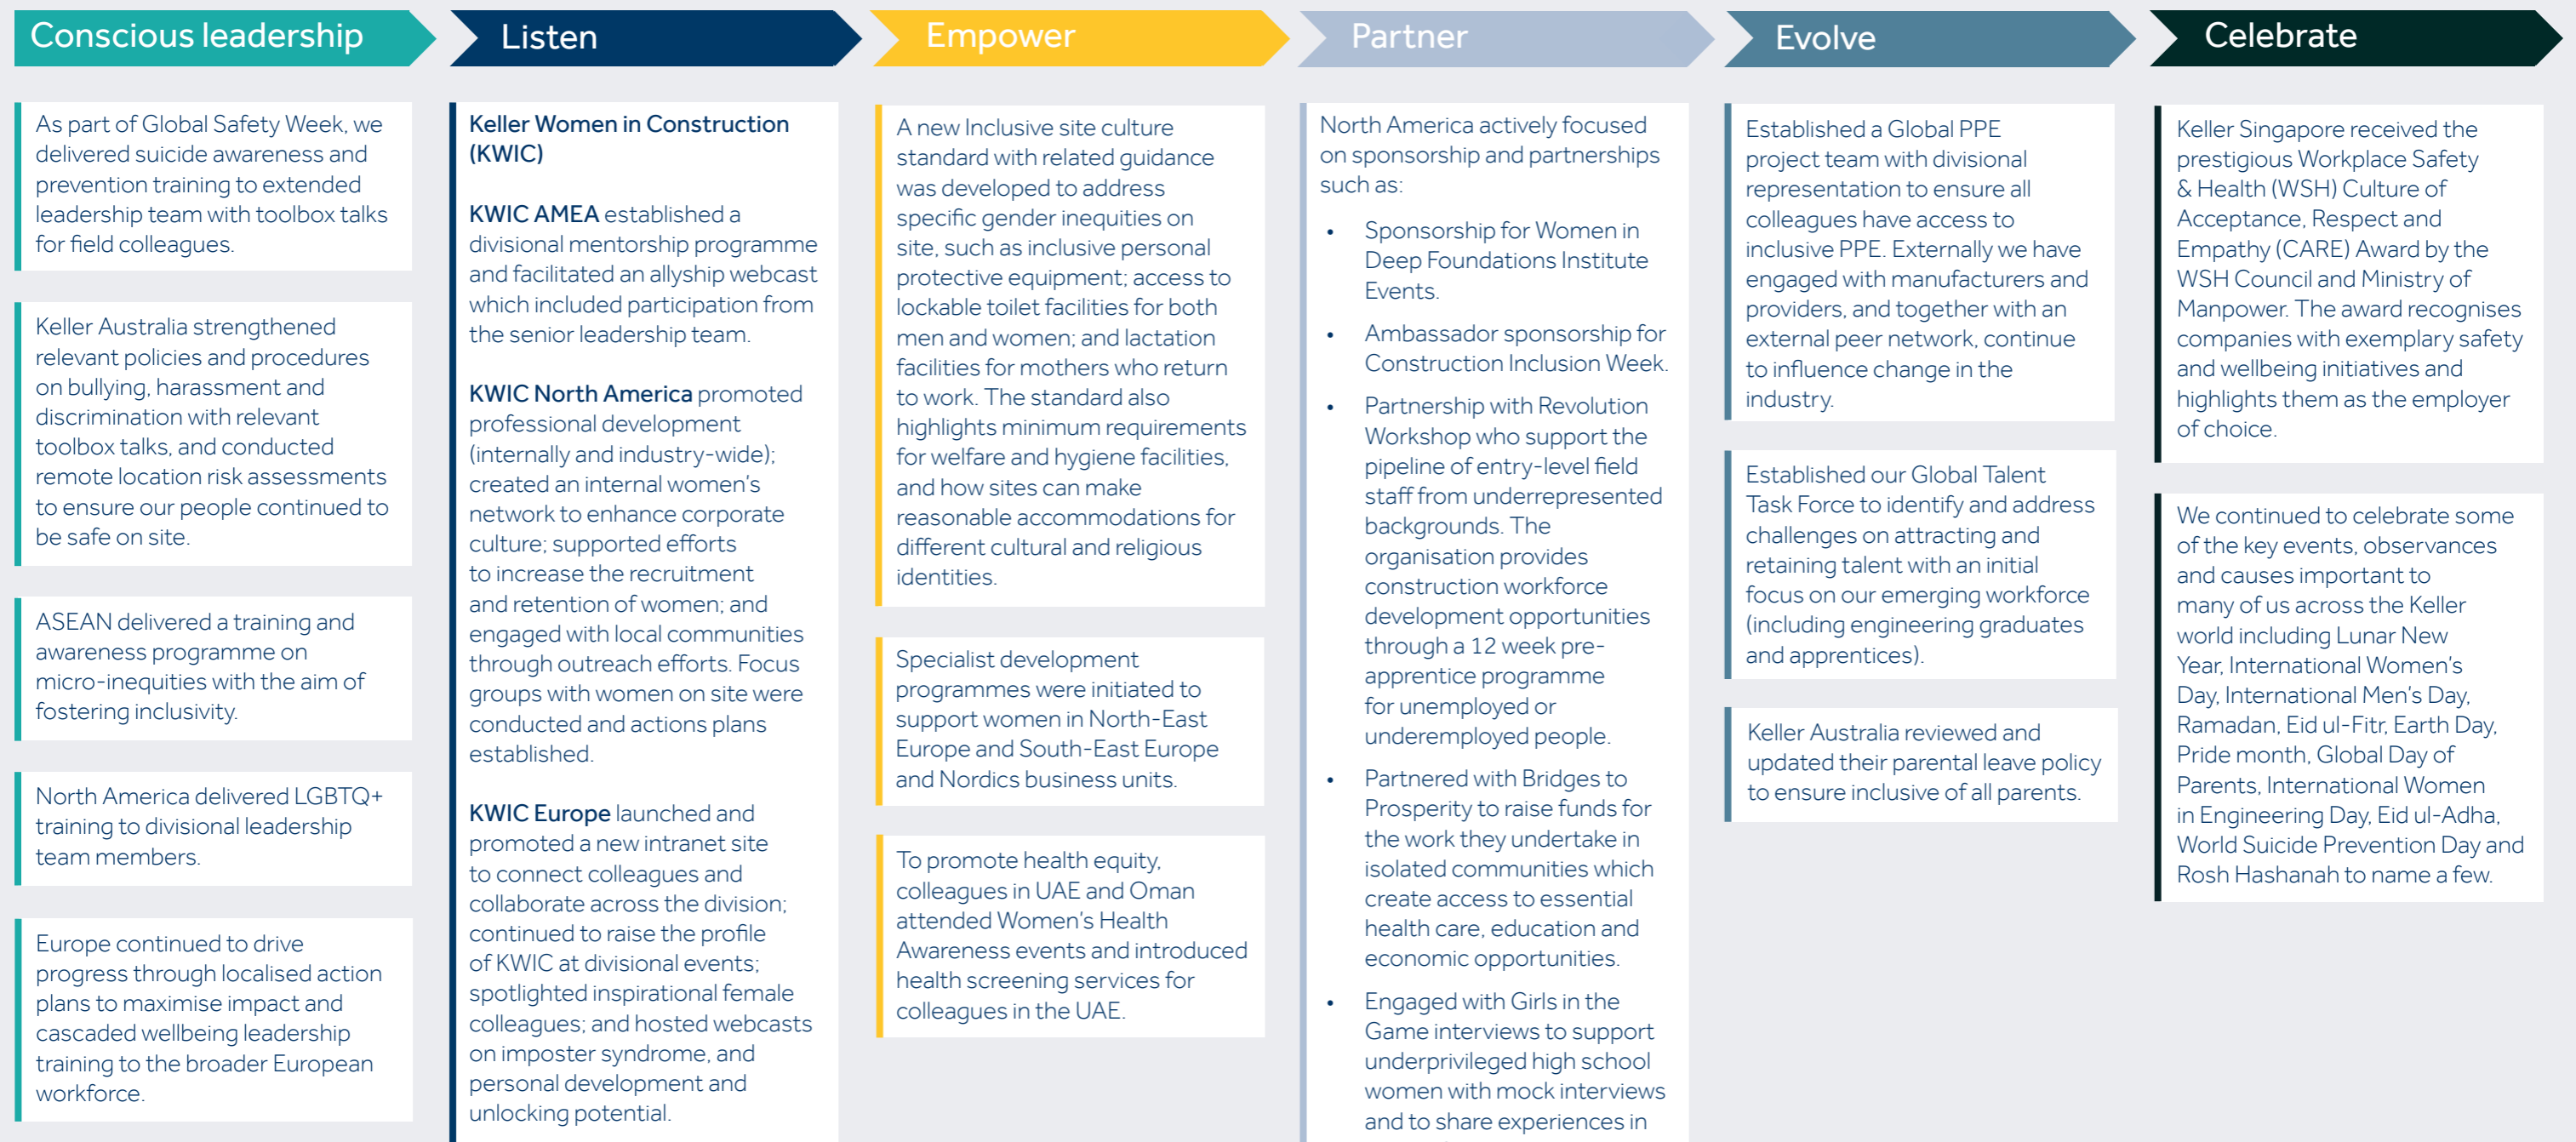 Conscious leadership
As part of Global Safety Week, we
delivered suicide awareness and
prevention training to extended
leadership team with toolbox talks
for field colleagues.
Keller Australia strengthened
relevant policies and procedures
on bullying, harassment and
discrimination with relevant
toolbox talks, and conducted
remote location risk assessments
to ensure our people continued to
be safe on site.
ASEAN delivered a training and
awareness programme on
micro-inequities with the aim of
fostering inclusivity.
North America delivered LGBTQ+
training to divisional leadership
team members.
Europe continued to drive
progress through localised action
plans to maximise impact and
cascaded wellbeing leadership
training to the broader European
workforce.
Listen
Keller Women in Construction
(KWIC)
KWIC AMEA established a
divisional mentorship programme
and facilitated an allyship webcast
which included participation from
the senior leadership team.
KWIC North America promoted
professional development
(internally and industry-wide);
created an internal women's
network to enhance corporate
culture; supported efforts
to increase the recruitment
and retention of women; and
engaged with local communities
through outreach efforts. Focus
groups with women on site were
conducted and actions plans
established.
KWIC Europe launched and
promoted a new intranet site
to connect colleagues and
collaborate across the division;
continued to raise the profile
of KWIC at divisional events;
spotlighted inspirational female
colleagues; and hosted webcasts
on imposter syndrome, and
personal development and
unlocking potential.
Empower
A new Inclusive site culture
standard with related guidance
was developed to address
specific gender inequities on
site, such as inclusive personal
protective equipment; access to
lockable toilet facilities for both
men and women; and lactation
facilities for mothers who return
to work. The standard also
highlights minimum requirements
for welfare and hygiene facilities,
and how sites can make
reasonable accommodations for
different cultural and religious
identities.
Specialist development
programmes were initiated to
support women in North-East
Europe and South-East Europe
and Nordics business units.
To promote health equity,
colleagues in UAE and Oman
attended Women's Health
Awareness events and introduced
health screening services for
colleagues in the UAE.
Partner
North America actively focused
on sponsorship and partnerships
such as:
• Sponsorship for Women in
Deep Foundations Institute
Events.
• Ambassador sponsorship for
Construction Inclusion Week.
• Partnership with Revolution
Workshop who support the
pipeline of entry-level field
staff from underrepresented
backgrounds. The
organisation provides
construction workforce
development opportunities
through a 12 week pre-
apprentice programme
for unemployed or
underemployed people.
• Partnered with Bridges to
Prosperity to raise funds for
the work they undertake in
isolated communities which
create access to essential
health care, education and
economic opportunities.
• Engaged with Girls in the
Game interviews to support
underprivileged high school
women with mock interviews
and to share experiences in
Evolve
Established a Global PPE
project team with divisional
representation to ensure all
colleagues have access to
inclusive PPE. Externally we have
engaged with manufacturers and
providers, and together with an
external peer network, continue
to influence change in the
industry.
Established our Global Talent
Task Force to identify and address
challenges on attracting and
retaining talent with an initial
focus on our emerging workforce
(including engineering graduates
and apprentices).
Keller Australia reviewed and
updated their parental leave policy
to ensure inclusive of all parents.
Celebrate
Keller Singapore received the
prestigious Workplace Safety
& Health (WSH) Culture of
Acceptance, Respect and
Empathy (CARE) Award by the
WSH Council and Ministry of
Manpower. The award recognises
companies with exemplary safety
and wellbeing initiatives and
highlights them as the employer
of choice.
We continued to celebrate some
of the key events, observances
and causes important to
many of us across the Keller
world including Lunar New
Year, International Women's
Day, International Men's Day,
Ramadan, Eid ul-Fitr, Earth Day,
Pride month, Global Day of
Parents, International Women
in Engineering Day, Eid ul-Adha,
World Suicide Prevention Day and
Rosh Hashanah to name a few.